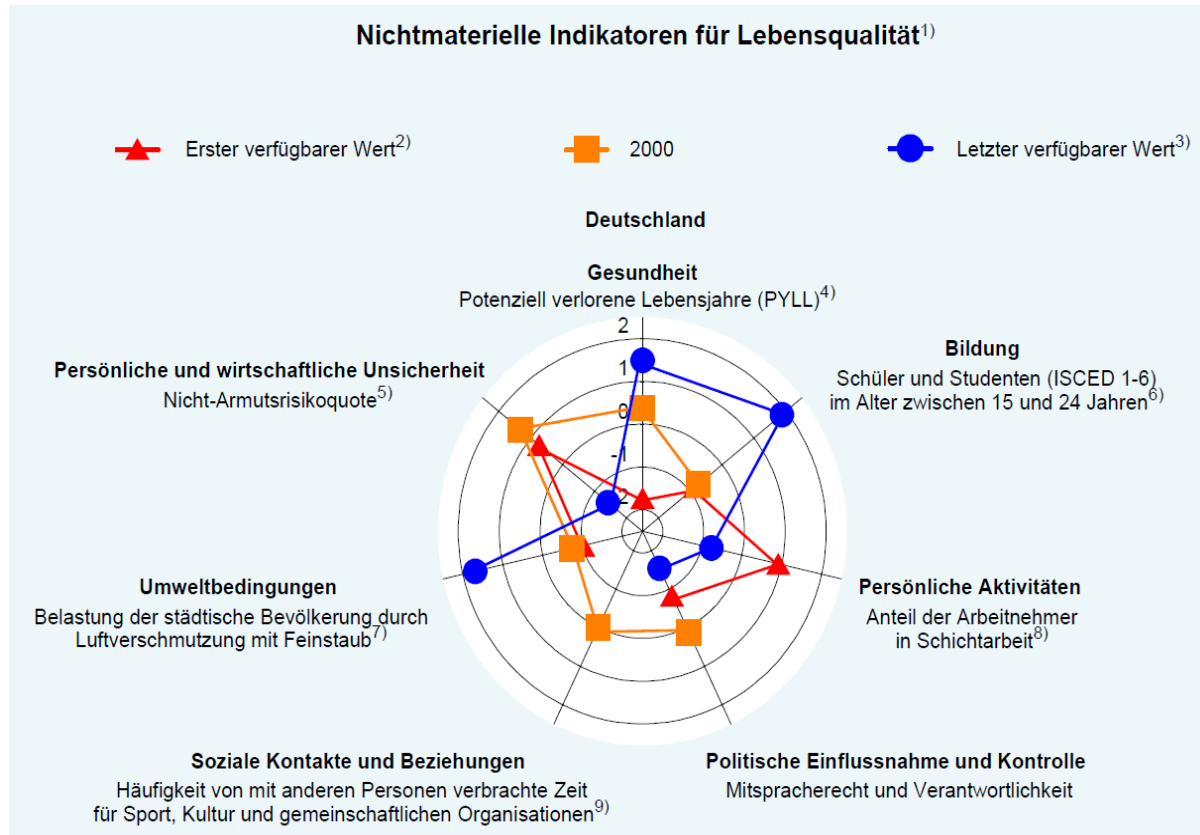 Nichtmaterielle Indikatoren für Lebensqualität1)
Erster verfügbarer Wert2)
2000
Letzter verfügbarer Wert3)
Deutschland
Gesundheit
Potenziell verlorene Lebensjahre (PYLL)4)
Bildung
Schüler und Studenten (ISCED 1-6)
im Alter zwischen 15 und 24 Jahren6)
Persönliche und wirtschaftliche Unsicherheit
Nicht-Armutsrisikoquote5)
2
1
0
-1
2
Umweltbedingungen
Belastung der städtische Bevölkerung durch
Luftverschmutzung mit Feinstaub7)
Persönliche Aktivitäten
Anteil der Arbeitnehmer
in Schichtarbeit8)
Soziale Kontakte und Beziehungen
Häufigkeit von mit anderen Personen verbrachte Zeit
für Sport, Kultur und gemeinschaftlichen Organisationen9)
Politische Einflussnahme und Kontrolle
Mitspracherecht und Verantwortlichkeit